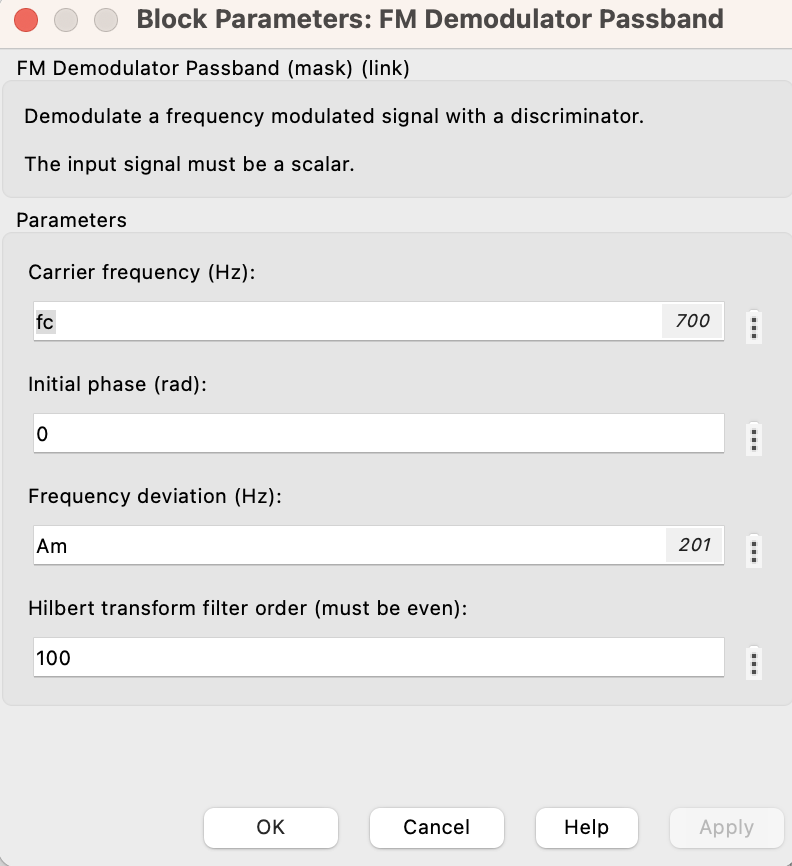 Block Parameters: FM Demodulator Passband
FM Demodulator Passband (mask) (link)
Demodulate a frequency modulated signal with a discriminator.
The input signal must be a scalar.
Parameters
Carrier frequency (Hz):
fc 700
Initial phase (rad):
0
Frequency deviation (Hz):
Am 201
Hilbert transform filter order (must be even):
100
OK Cancel Help Apply